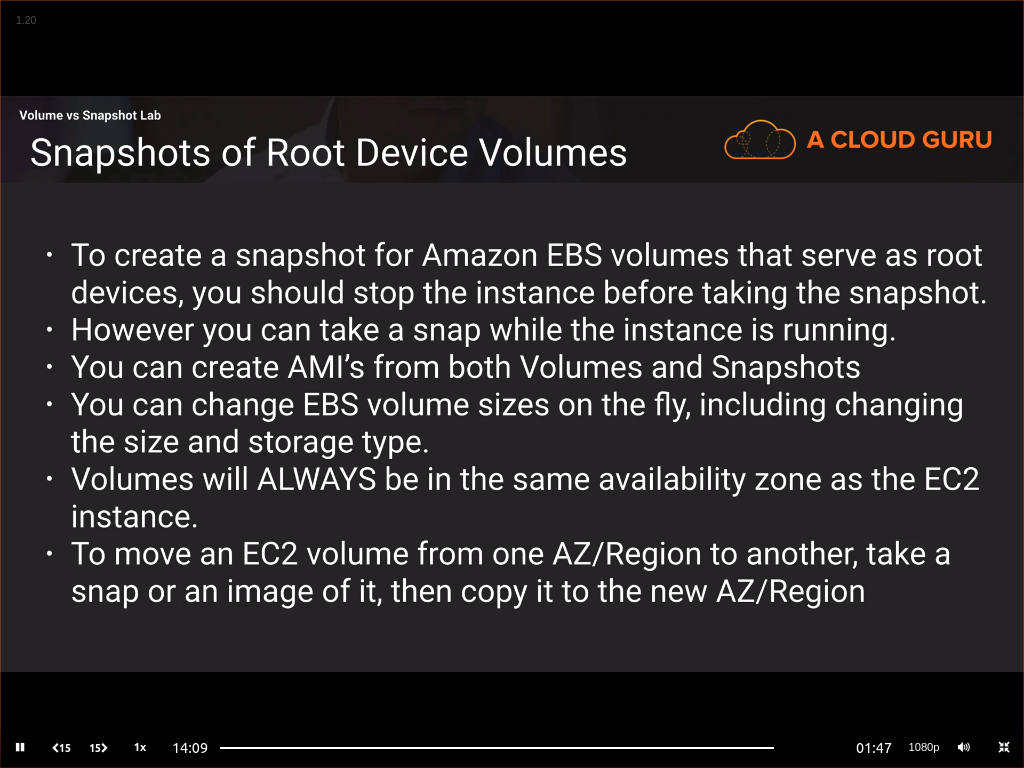 1.20
Volume vs Snapshot Lab
Snapshots of Root Device Volumes
A CLOUD GURU
• To create a snapshot for Amazon EBS volumes that serve as root
devices, you should stop the instance before taking the snapshot.
• However you can take a snap while the instance is running.
• You can create AMI’s from both Volumes and Snapshots
• You can change EBS volume sizes on the fly, including changing
the size and storage type.
• Volumes will ALWAYS be in the same availability zone as the EC2
instance.
• To move an EC2 volume from one AZ/Region to another, take a
snap or an image of it, then copy it to the new AZ/Region
15 15 1x 14:09 01:47 1080p